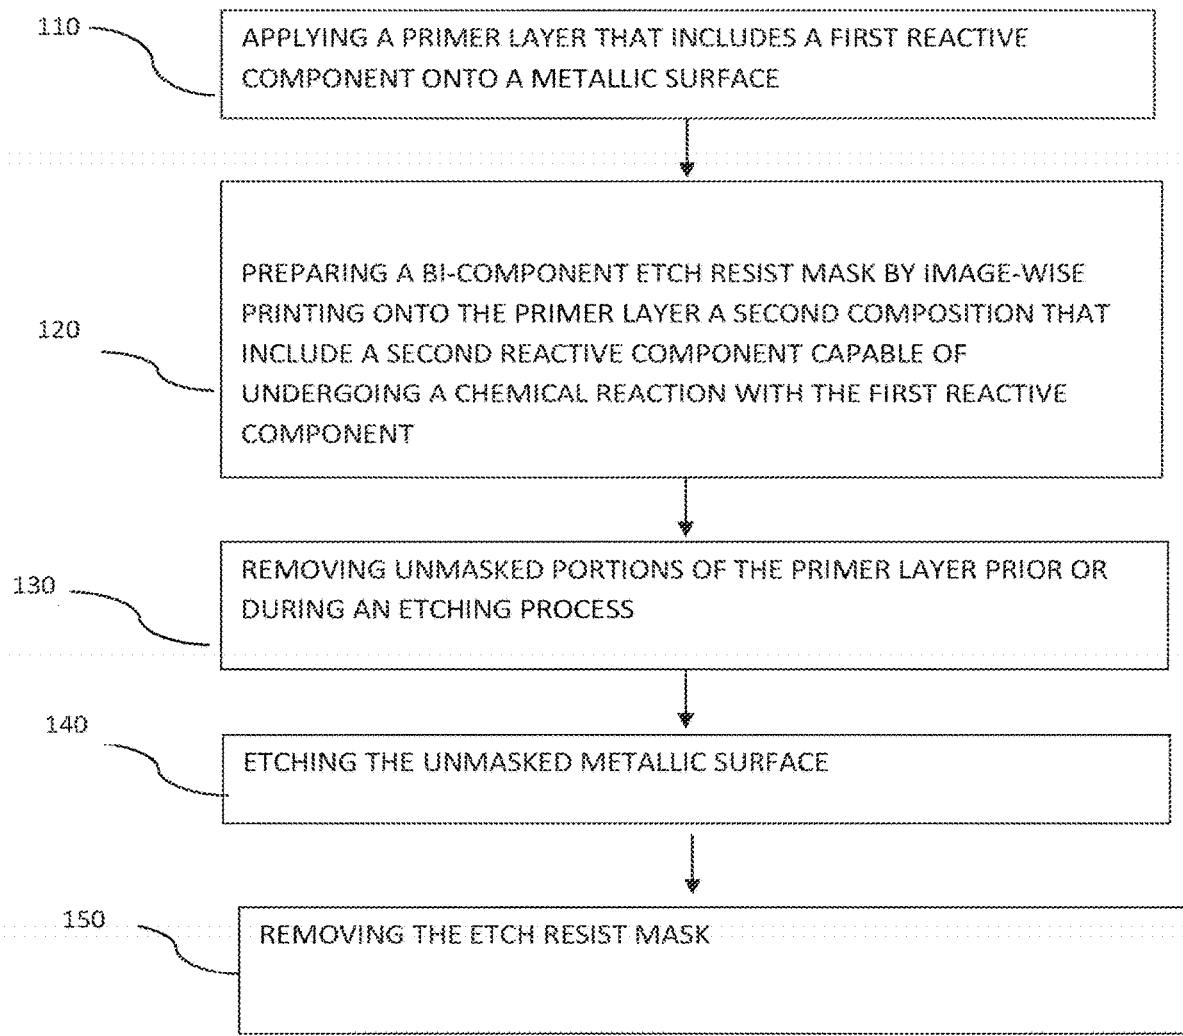 110
APPLYING A PRIMER LAYER THAT INCLUDES A FIRST REACTIVE
COMPONENT ONTO A METALLIC SURFACE
120
PREPARING A BI-COMPONENT ETCH RESIST MASK BY IMAGE-WISE
PRINTING ONTO THE PRIMER LAYER A SECOND COMPOSITION THAT
INCLUDE A SECOND REACTIVE COMPONENT CAPABLE OF
UNDERGOING A CHEMICAL REACTION WITH THE FIRST REACTIVE
COMPONENT
130
REMOVING UNMASKED PORTIONS OF THE PRIMER LAYER PRIOR OR
DURING AN ETCHING PROCESS
140
ETCHING THE UNMASKED METALLIC SURFACE
150
REMOVING THE ETCH RESIST MASK